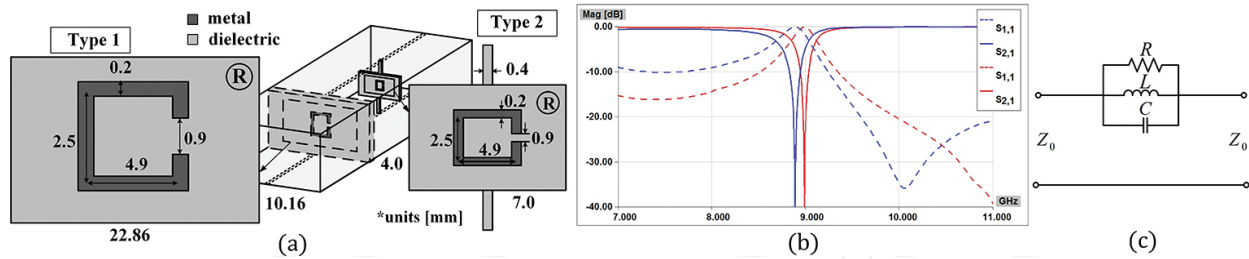 metal
dielectric
Type 1
R
0.2
2.5
4.9
0.9
22.86
10.16
4.0
*units [mm]
Type 2
0.4
R
0.2
2.5
4.9
0.9
7.0
(a)
Mag [dB]
0.00
-10.00
-20.00
-30.00
-40.00
7.000
8.000
9.000
10.000
11.000
GHz
S1,1
S2,1
S1,1
S2,1
(b)
R
L
C
Z0
Z0
(c)